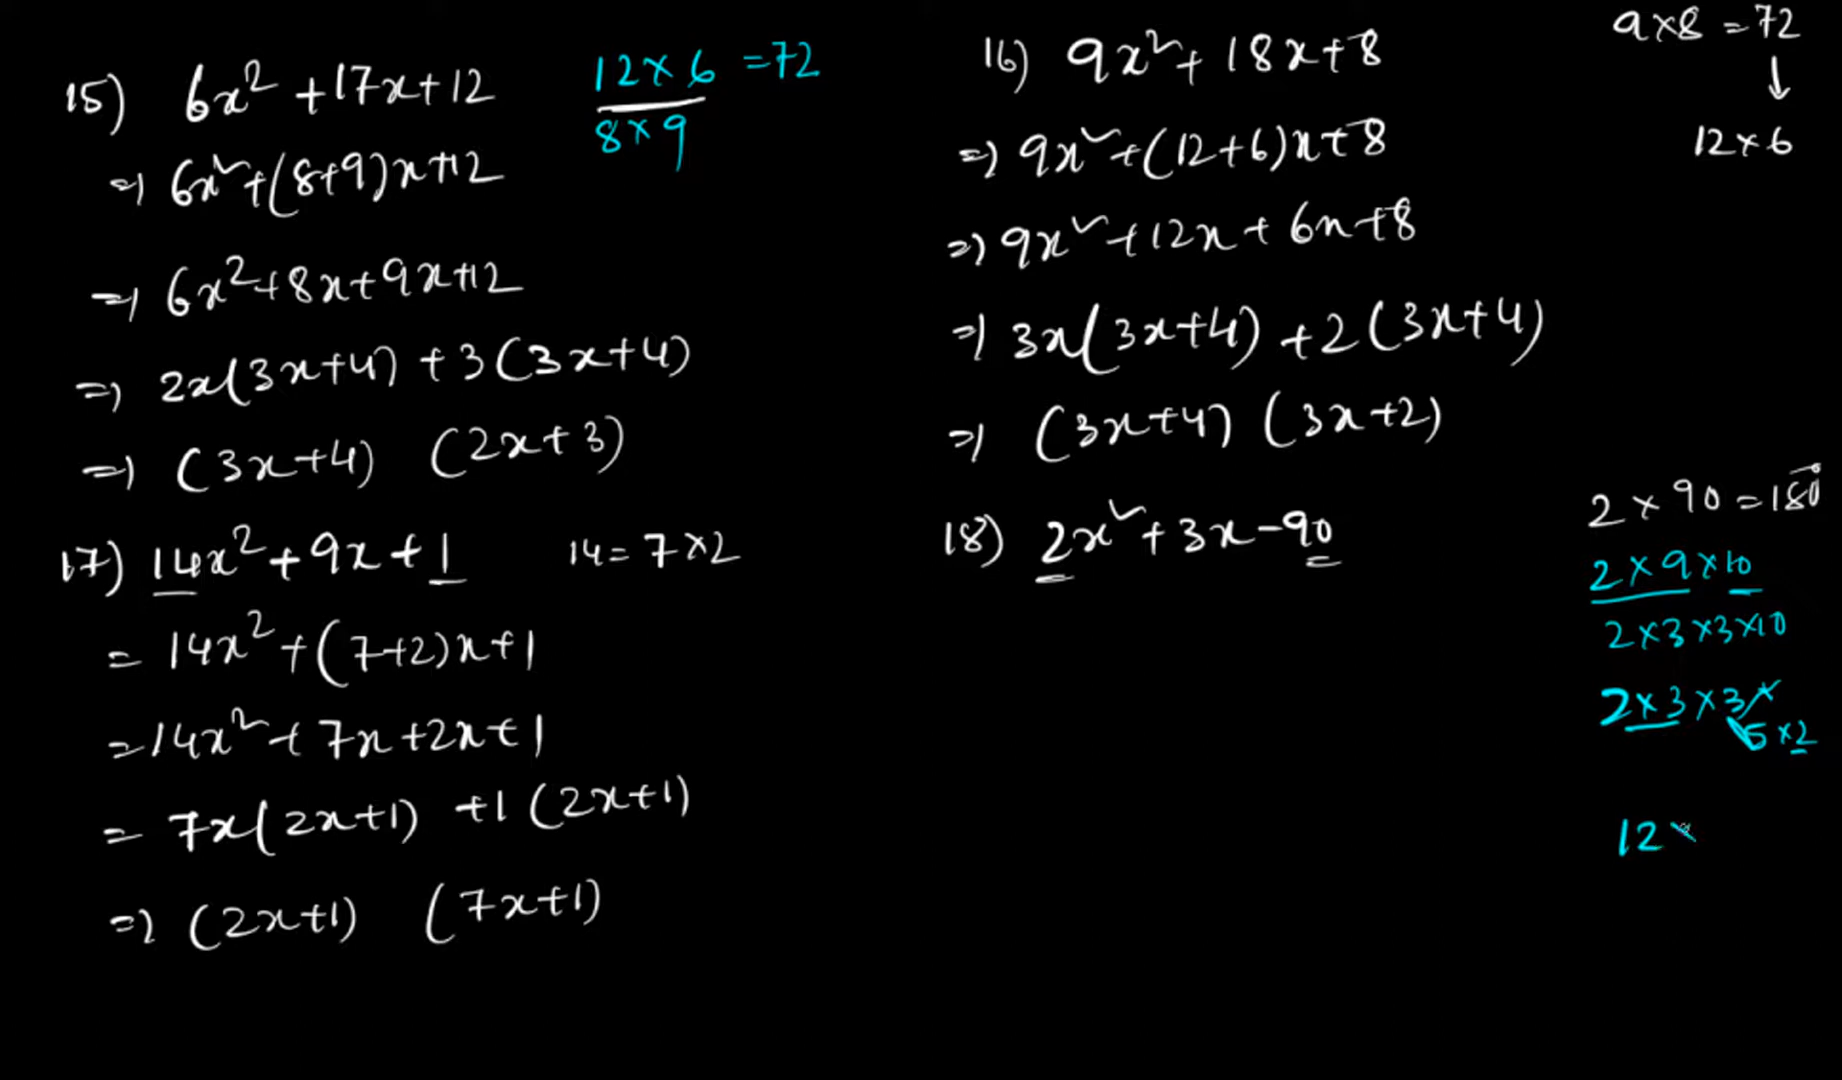 15) 6x² + 17x + 12
12 × 6 = 72
8 × 9
⇒ 6x² + (8+9)x + 12
⇒ 6x² + 8x + 9x + 12
⇒ 2x(3x+4) + 3(3x+4)
⇒ (3x+4) (2x+3)
17) 14x² + 9x + 1
14 = 7 × 2
= 14x² + (7+2)x + 1
= 14x² + 7x + 2x + 1
= 7x(2x+1) + 1(2x+1)
⇒ (2x+1) (7x+1)
16) 9x² + 18x + 8
9 × 8 = 72
↓
12 × 6
⇒ 9x² + (12+6)x + 8
⇒ 9x² + 12x + 6x + 8
⇒ 3x(3x+4) + 2(3x+4)
⇒ (3x+4) (3x+2)
18) 2x² + 3x - 90
2 × 90 = 180
2 × 9 × 10
2 × 3 × 3 × 10
2 × 3 × 3 ×
5 × 2
12 ×